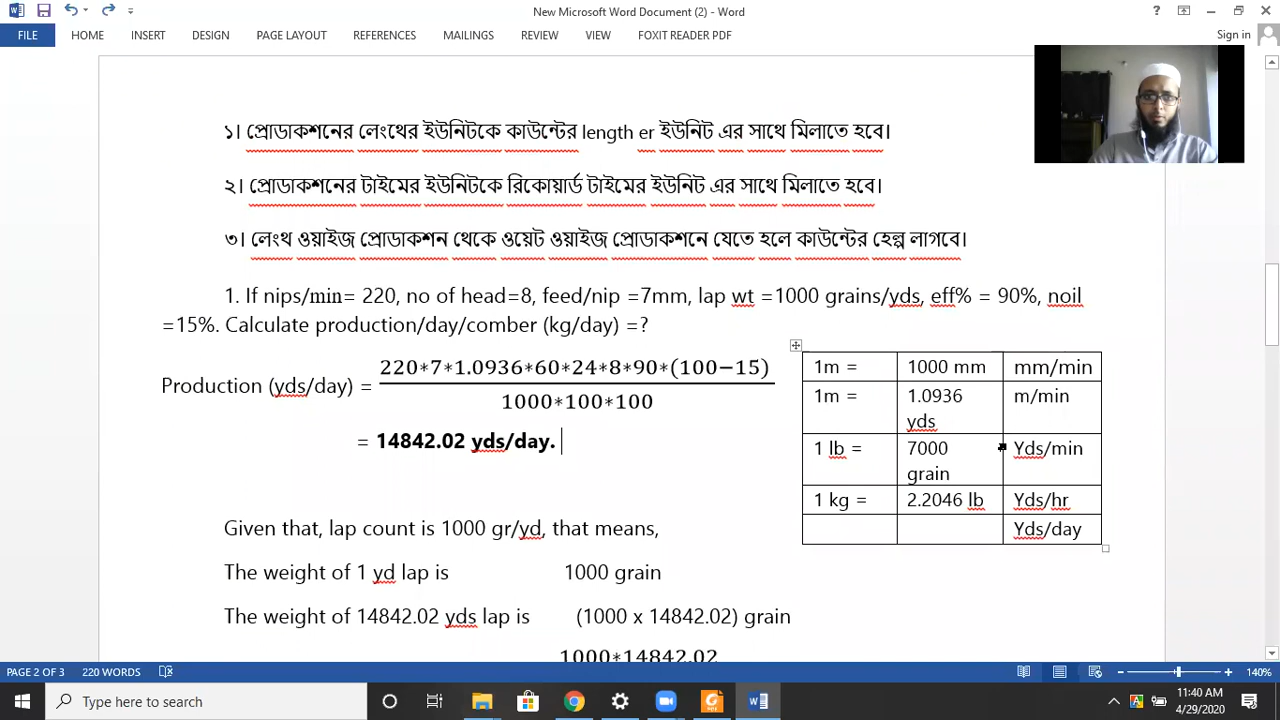 New Microsoft Word Document (2) - Word
Sign in
FILE HOME INSERT DESIGN PAGE LAYOUT REFERENCES MAILINGS REVIEW VIEW FOXIT READER PDF
১। প্রোডাকশনের লেংথের ইউনিটকে কাউন্টের length er ইউনিট এর সাথে মিলাতে হবে।
২। প্রোডাকশনের টাইমের ইউনিটকে রিকোয়ার্ড টাইমের ইউনিট এর সাথে মিলাতে হবে।
৩। লেংথ ওয়াইজ প্রোডাকশন থেকে ওয়েট ওয়াইজ প্রোডাকশনে যেতে হলে কাউন্টের হেল্প লাগবে।
1. If nips/min= 220, no of head=8, feed/nip =7mm, lap wt =1000 grains/yds, eff% = 90%, noil
=15%. Calculate production/day/comber (kg/day) =?
220*7*1.0936*60*24*8*90*(100−15)
Production (yds/day) =
1000*100*100
= 14842.02 yds/day.
1m = 1000 mm mm/min
1m = 1.0936 m/min
yds
1 lb = 7000 Yds/min
grain
1 kg = 2.2046 lb Yds/hr
Yds/day
Given that, lap count is 1000 gr/yd, that means,
The weight of 1 yd lap is 1000 grain
The weight of 14842.02 yds lap is (1000 x 14842.02) grain
1000*14842.02
PAGE 2 OF 3 220 WORDS 140%
Type here to search
11:40 AM
4/29/2020